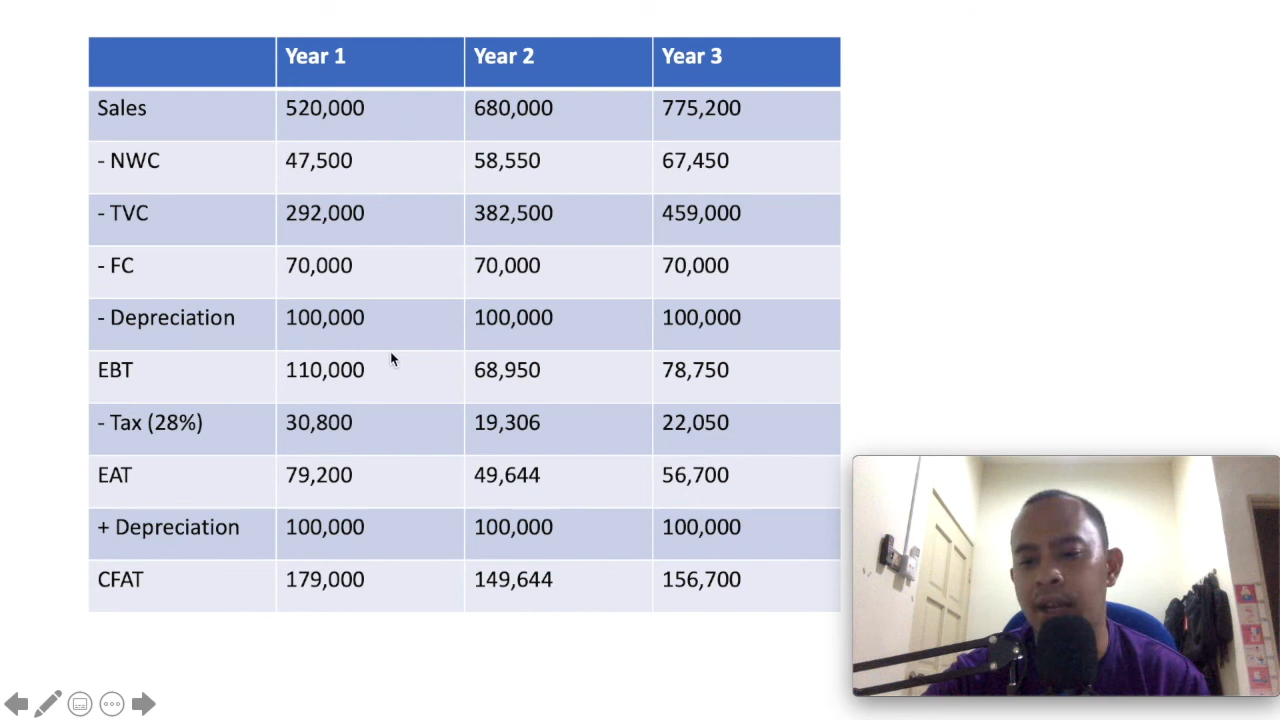 Year 1 Year 2 Year 3
Sales 520,000 680,000 775,200
- NWC 47,500 58,550 67,450
- TVC 292,000 382,500 459,000
- FC 70,000 70,000 70,000
- Depreciation 100,000 100,000 100,000
EBT 110,000 68,950 78,750
- Tax (28%) 30,800 19,306 22,050
EAT 79,200 49,644 56,700
+ Depreciation 100,000 100,000 100,000
CFAT 179,000 149,644 156,700